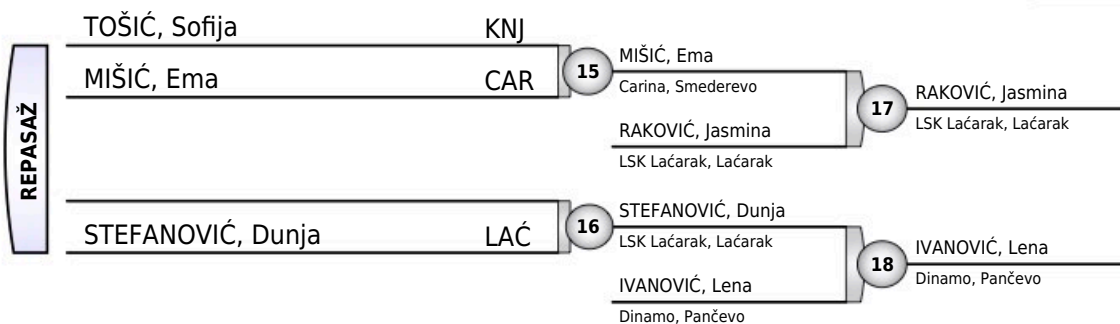 TOŠIĆ, Sofija KNJ
MIŠIĆ, Ema CAR
15
MIŠIĆ, Ema
Carina, Smederevo
RAKOVIĆ, Jasmina
LSK Laćarak, Laćarak
17
RAKOVIĆ, Jasmina
LSK Laćarak, Laćarak
REPASAŽ
STEFANOVIĆ, Dunja LAĆ
16
STEFANOVIĆ, Dunja
LSK Laćarak, Laćarak
IVANOVIĆ, Lena
Dinamo, Pančevo
18
IVANOVIĆ, Lena
Dinamo, Pančevo